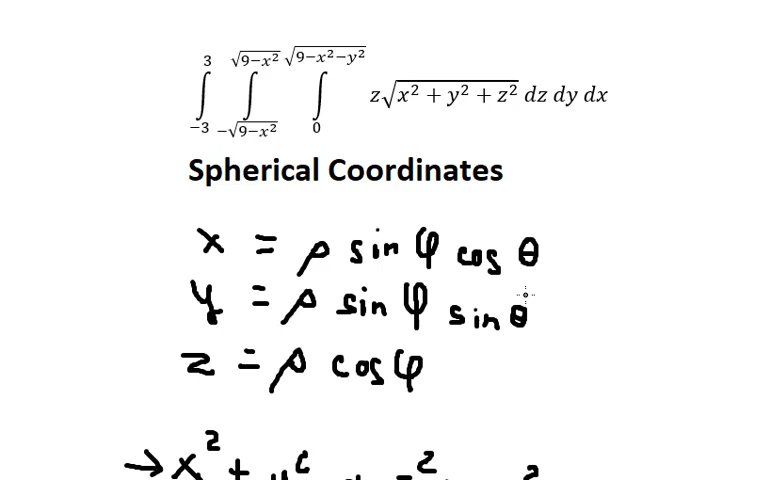 ∫_{−3}^{3} ∫_{−√(9−x²)}^{√(9−x²)} ∫_{0}^{√(9−x²−y²)} z√(x² + y² + z²) dz dy dx
Spherical Coordinates
x = ρ sin φ cos θ
y = ρ sin φ sin θ
z = ρ cos φ
→ x² +